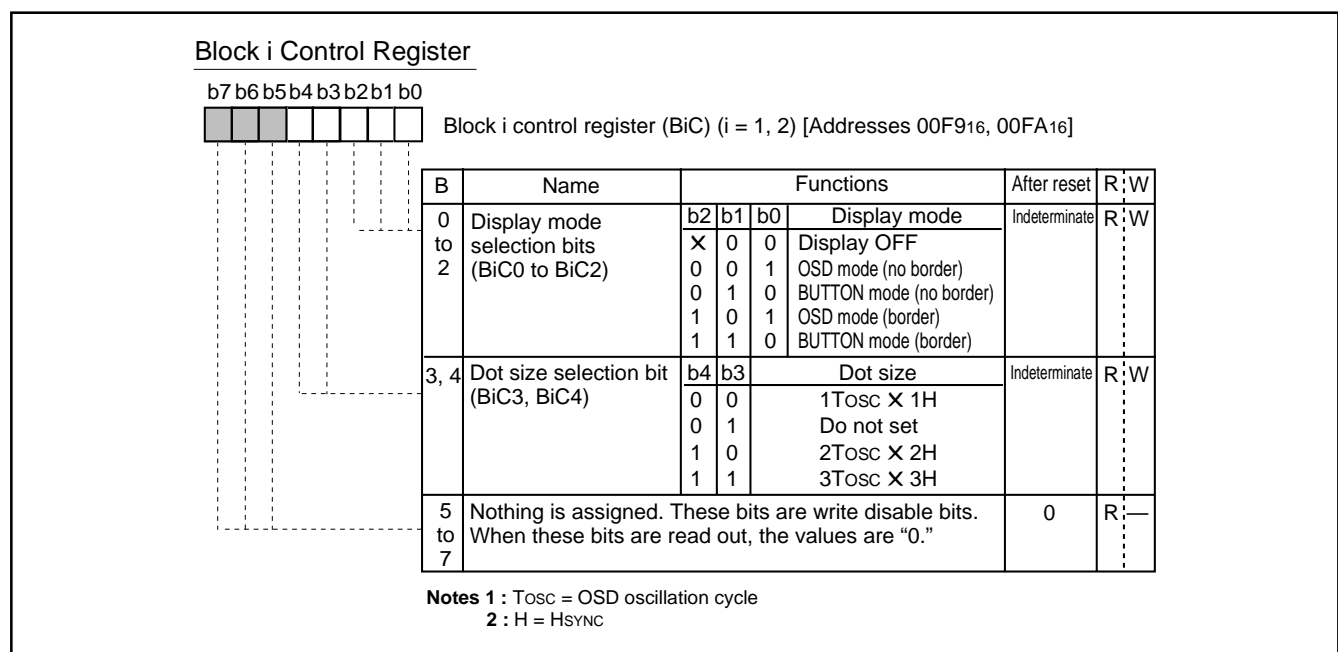 Block i Control Register
b7 b6 b5 b4 b3 b2 b1 b0
Block i control register (BiC) (i = 1, 2) [Addresses 00F916, 00FA16]
B Name Functions After reset R W
0 to 2 Display mode selection bits (BiC0 to BiC2) Indeterminate R W
b2 b1 b0 Display mode
✕ 0 0 Display OFF
0 0 1 OSD mode (no border)
0 1 0 BUTTON mode (no border)
1 0 1 OSD mode (border)
1 1 0 BUTTON mode (border)
3, 4 Dot size selection bit (BiC3, BiC4) Indeterminate R W
b4 b3 Dot size
0 0 1TOSC ✕ 1H
0 1 Do not set
1 0 2TOSC ✕ 2H
1 1 3TOSC ✕ 3H
5 to 7 Nothing is assigned. These bits are write disable bits. 0 R —
When these bits are read out, the values are “0.”
Notes 1 : TOSC = OSD oscillation cycle
2 : H = HSYNC